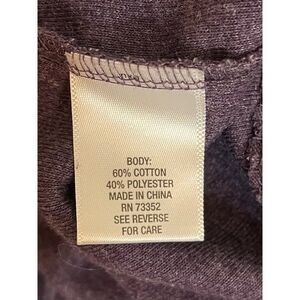 BODY:
60% COTTON
40% POLYESTER
MADE IN CHINA
RN 73352
SEE REVERSE
FOR CARE